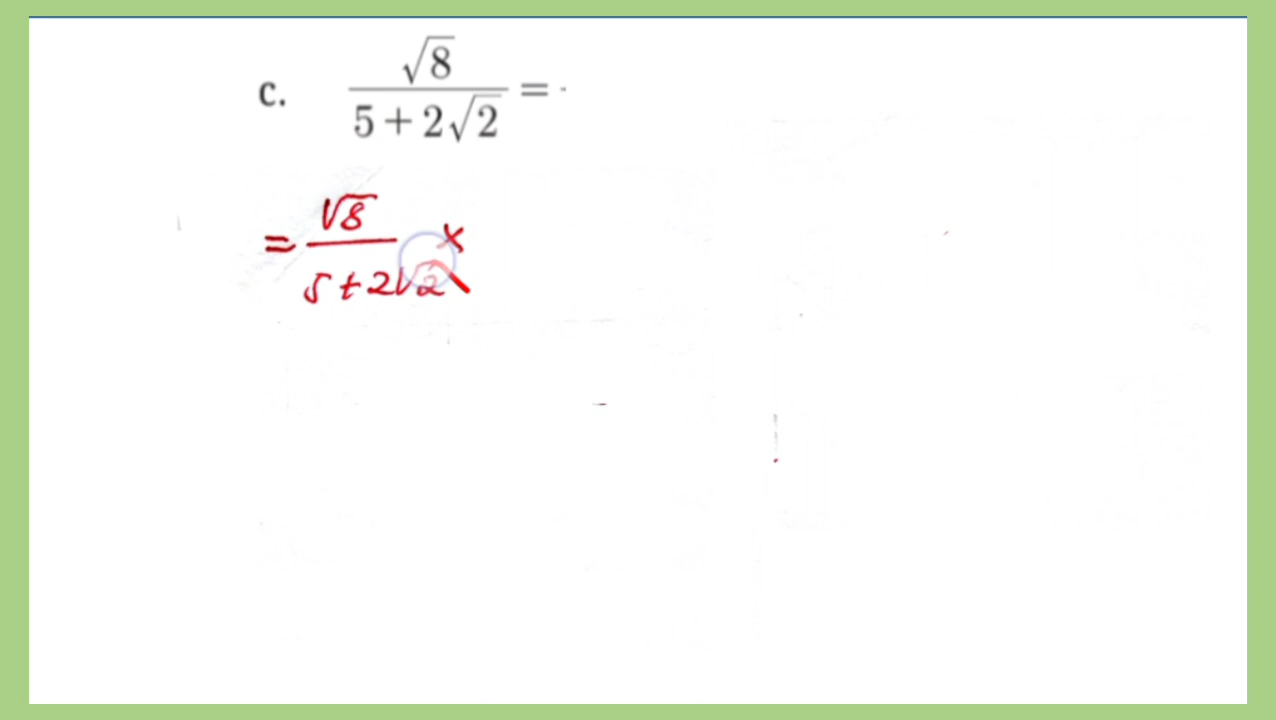 c. √8 / 5 + 2√2 =
= √8 / 5 + 2√2 ×